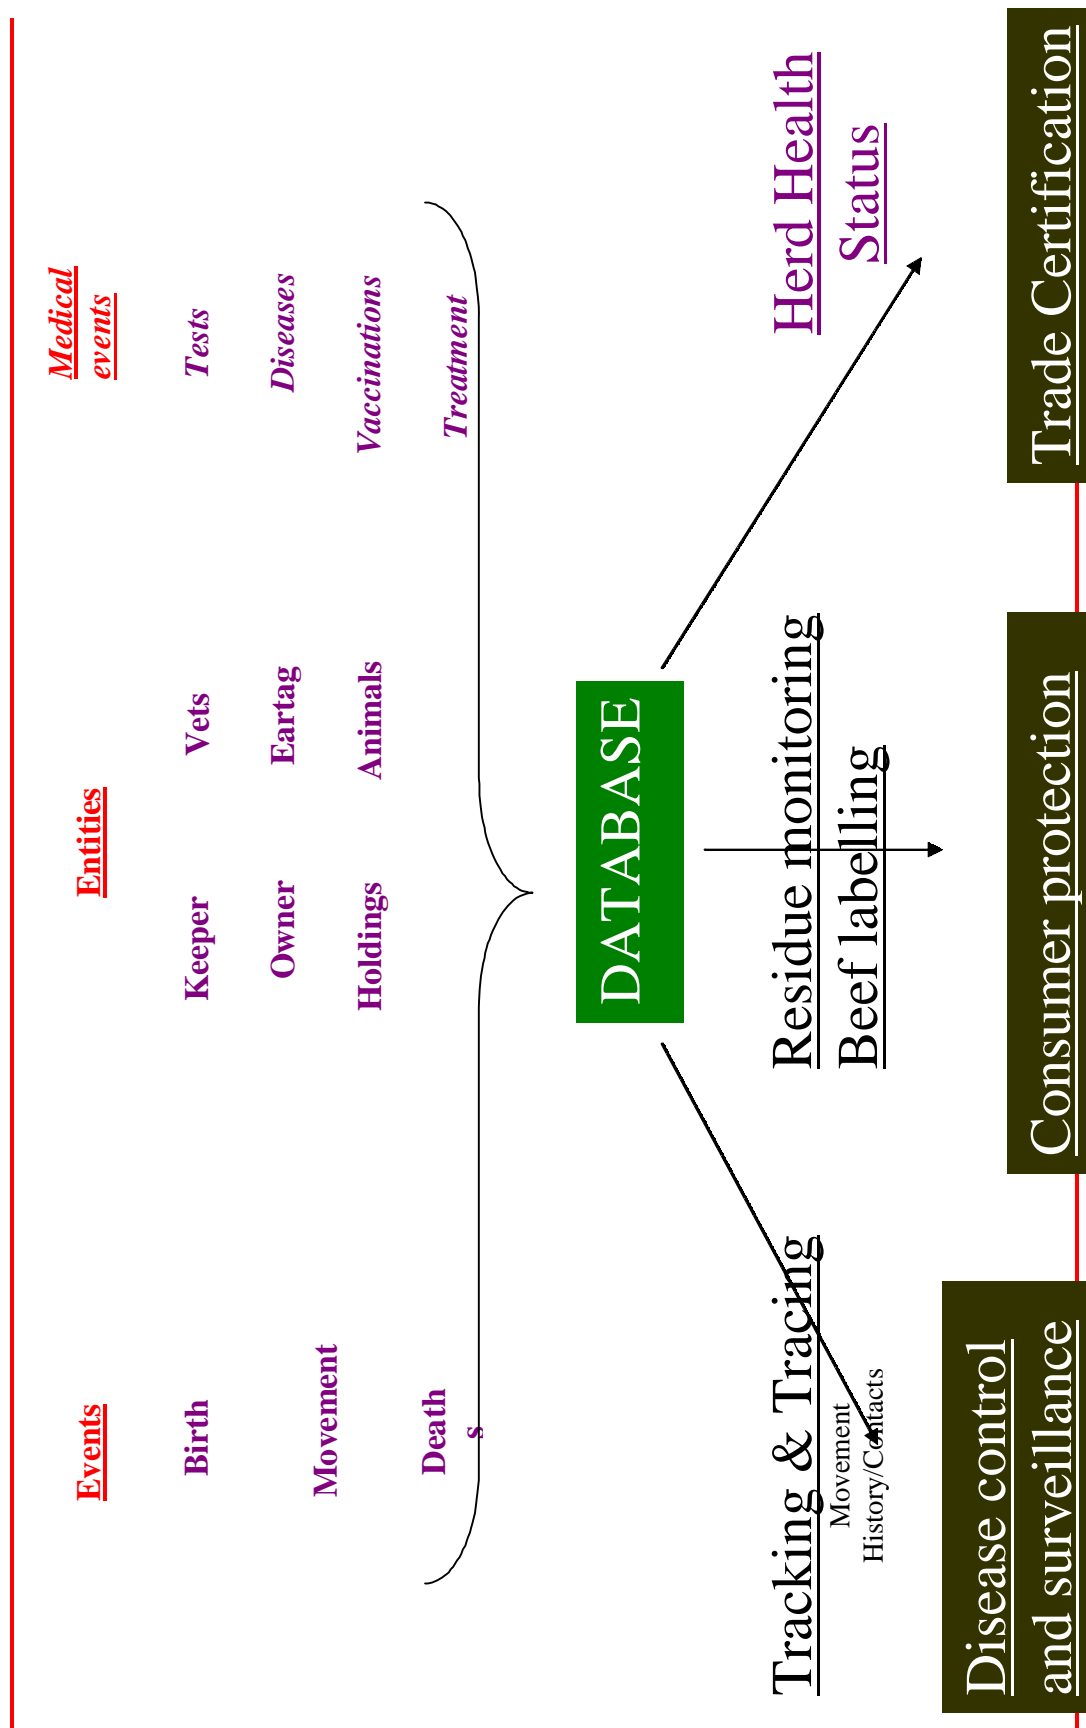 Events
Entities
Medical
events
Birth
Keeper
Vets
Tests
Owner
Eartag
Diseases
Movement
Holdings
Animals
Vaccinations
Death
s
Treatment
DATABASE
Tracking & Tracing
Movement
History/Contacts
Residue monitoring
Beef labelling
Herd Health
Status
Disease control
and surveillance
Consumer protection
Trade Certification